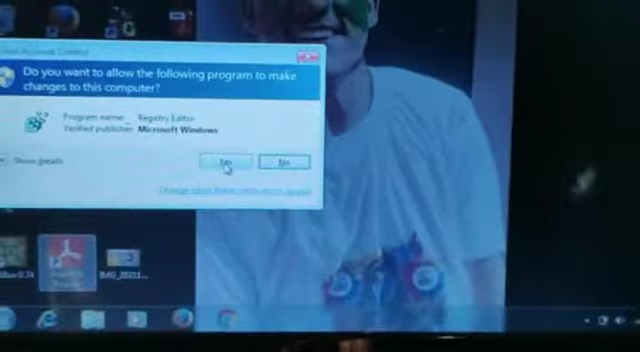 User Account Control
Do you want to allow the following program to make
changes to this computer?
Program name: Registry Editor
Verified publisher: Microsoft Windows
Show details
Yes
No
Change when these notifications appear